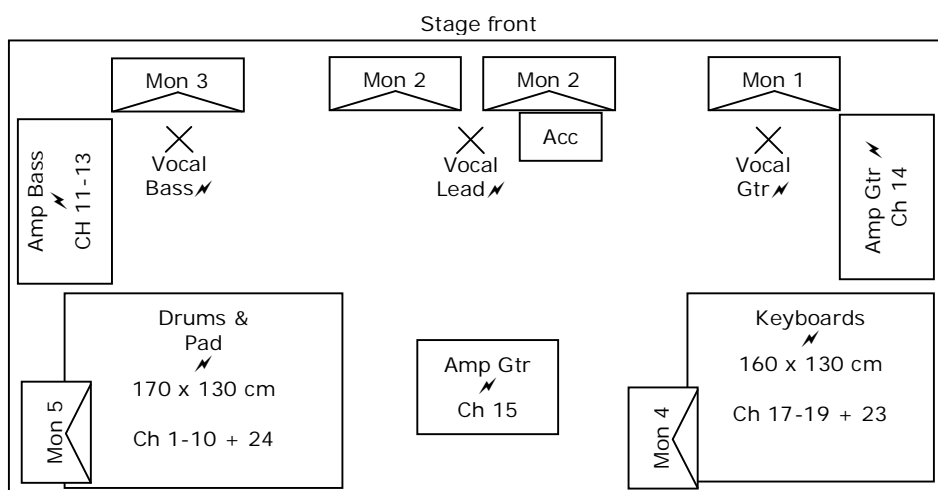 Stage front
Mon 3
Mon 2
Mon 2
Mon 1
Acc
Vocal
Bass
Vocal
Lead
Vocal
Gtr
Amp Bass
CH 11-13
Amp Gtr
Ch 14
Drums &
Pad
170 x 130 cm
Ch 1-10 + 24
Mon 5
Amp Gtr
Ch 15
Keyboards
160 x 130 cm
Ch 17-19 + 23
Mon 4